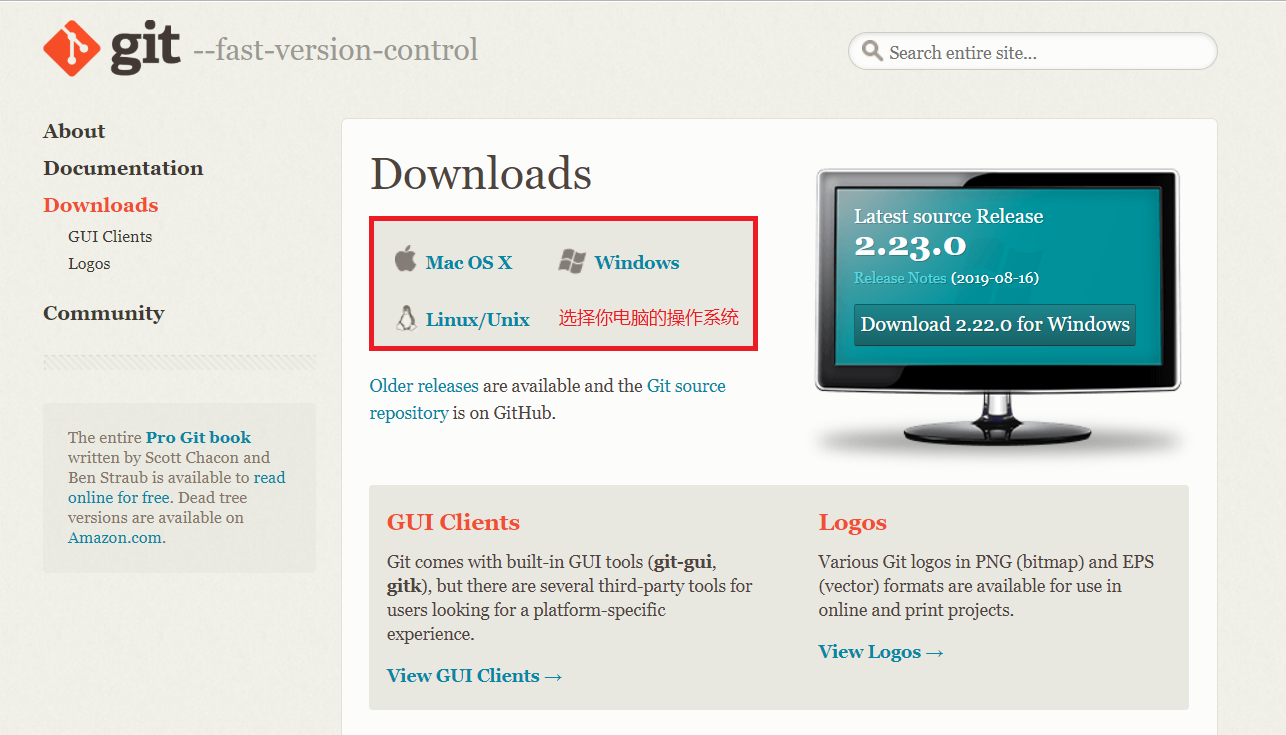 git --fast-version-control
Search entire site...
About
Documentation
Downloads
GUI Clients
Logos
Community
The entire Pro Git book
written by Scott Chacon and
Ben Straub is available to read
online for free. Dead tree
versions are available on
Amazon.com.
Downloads
Mac OS X
Windows
Linux/Unix
选择你电脑的操作系统
Older releases are available and the Git source
repository is on GitHub.
Latest source Release
2.23.0
Release Notes (2019-08-16)
Download 2.22.0 for Windows
GUI Clients
Git comes with built-in GUI tools (git-gui,
gitk), but there are several third-party tools for
users looking for a platform-specific
experience.
View GUI Clients →
Logos
Various Git logos in PNG (bitmap) and EPS
(vector) formats are available for use in
online and print projects.
View Logos →